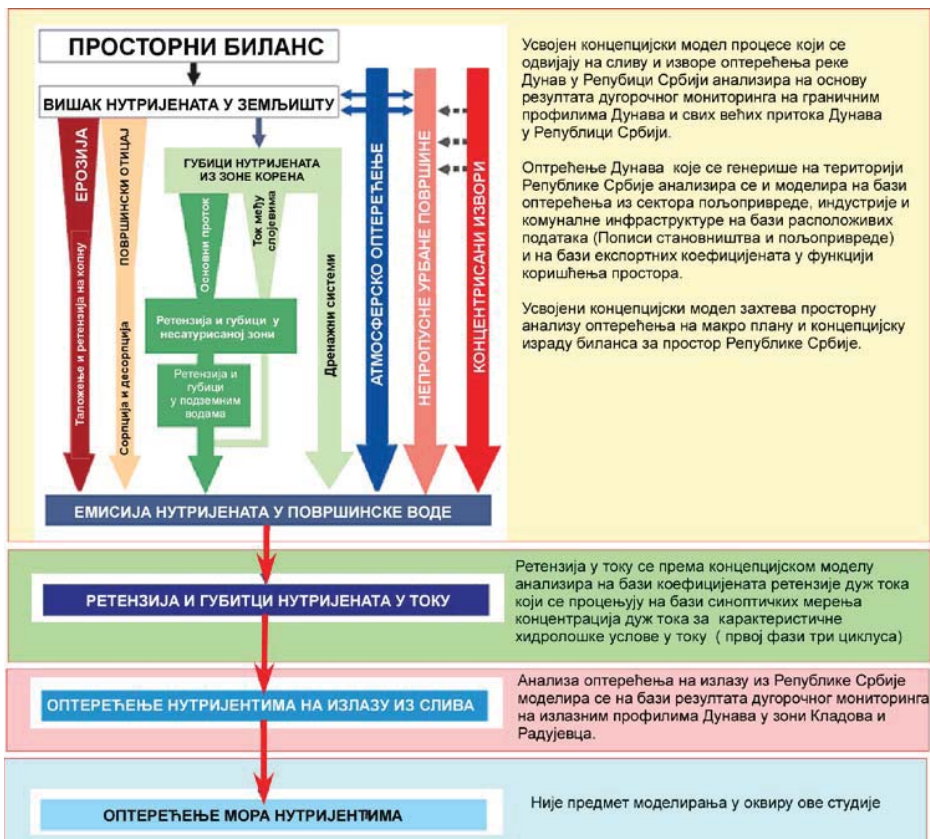 ПРОСТОРНИ БИЛАНС
ВИШАК НУТРИЈЕНАТА У ЗЕМЉИШТУ
ЕРОЗИЈА
Таложење и ретензија на копну
ПОВРШИНСКИ ОТИЦАЈ
Сорпција и десорпција
ГУБИЦИ НУТРИЈЕНАТА
ИЗ ЗОНЕ КОРЕНА
Основни проток
Ток међу
слојевима
Ретензија и губици у
несатурисаној зони
Ретензија и
губици
у подземним
водама
Дренажни системи
АТМОСФЕРСКО ОПТЕРЕЋЕЊЕ
НЕПРОПУСНЕ УРБАНЕ ПОВРШИНЕ
КОНЦЕНТРИСАНИ ИЗВОРИ
ЕМИСИЈА НУТРИЈЕНАТА У ПОВРШИНСКЕ ВОДЕ
Усвојен концепцијски модел процесе који се
одвијају на сливу и изворе оптерећења реке
Дунав у Репубици Србији анализира на основу
резултата дугорочног мониторинга на граничним
профилима Дунава и свих већих притока Дунава
у Републици Србији.
Оптрећење Дунава које се генерише на територији
Републике Србије анализира се и моделира на бази
оптерећења из сектора пољопривреде, индустрије и
комуналне инфраструктуре на бази расположивих
података (Пописи становништва и пољопривреде)
и на бази експортних коефицијената у функцији
коришћења простора.
Усвојени концепцијски модел захтева просторну
анализу оптерећења на макро плану и концепцијску
израду биланса за простор Републике Србије.
РЕТЕНЗИЈА И ГУБИТЦИ НУТРИЈЕНАТА У ТОКУ
Ретензија у току се према концепцијском моделу
анализира на бази коефицијената ретензије дуж тока
који се процењују на бази синоптичких мерења
концентрација дуж тока за карактеристичне
хидролошке услове у току ( првој фази три циклуса)
ОПТЕРЕЋЕЊЕ НУТРИЈЕНТИМА НА ИЗЛАЗУ ИЗ СЛИВА
Анализа оптерећења на излазу из Републике Србије
моделира се на бази резултата дугорочног мониторинга
на излазним профилима Дунава у зони Кладова и
Радујевца.
ОПТЕРЕЋЕЊЕ МОРА НУТРИЈЕНТИМА
Није предмет моделирања у оквиру ове студије